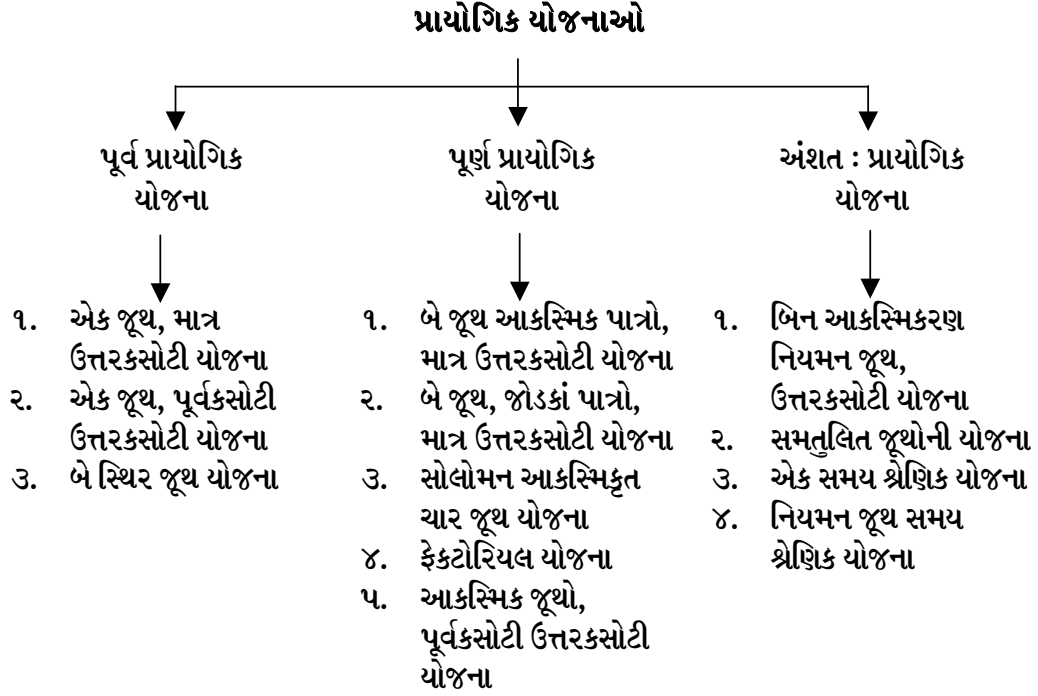 પ્રાયોગિક યોજનાઓ
પૂર્વ પ્રાયોગિક
યોજના
૧. એક જૂથ, માત્ર
ઉત્તરકસોટી યોજના
૨. એક જૂથ, પૂર્વકસોટી
ઉત્તરકસોટી યોજના
૩. બે સ્થિર જૂથ યોજના
પૂર્ણ પ્રાયોગિક
યોજના
૧. બે જૂથ આકસ્મિક પાત્રો,
માત્ર ઉત્તરકસોટી યોજના
૨. બે જૂથ, જોડકાં પાત્રો,
માત્ર ઉત્તરકસોટી યોજના
૩. સોલોમન આકસ્મિકૃત
ચાર જૂથ યોજના
૪. ફેકટોરિયલ યોજના
૫. આકસ્મિક જૂથો,
પૂર્વકસોટી ઉત્તરકસોટી
યોજના
અંશત : પ્રાયોગિક
યોજના
૧. બિન આકસ્મિકરણ
નિયમન જૂથ,
ઉત્તરકસોટી યોજના
૨. સમતુલિત જૂથોની યોજના
૩. એક સમય શ્રેણિક યોજના
૪. નિયમન જૂથ સમય
શ્રેણિક યોજના